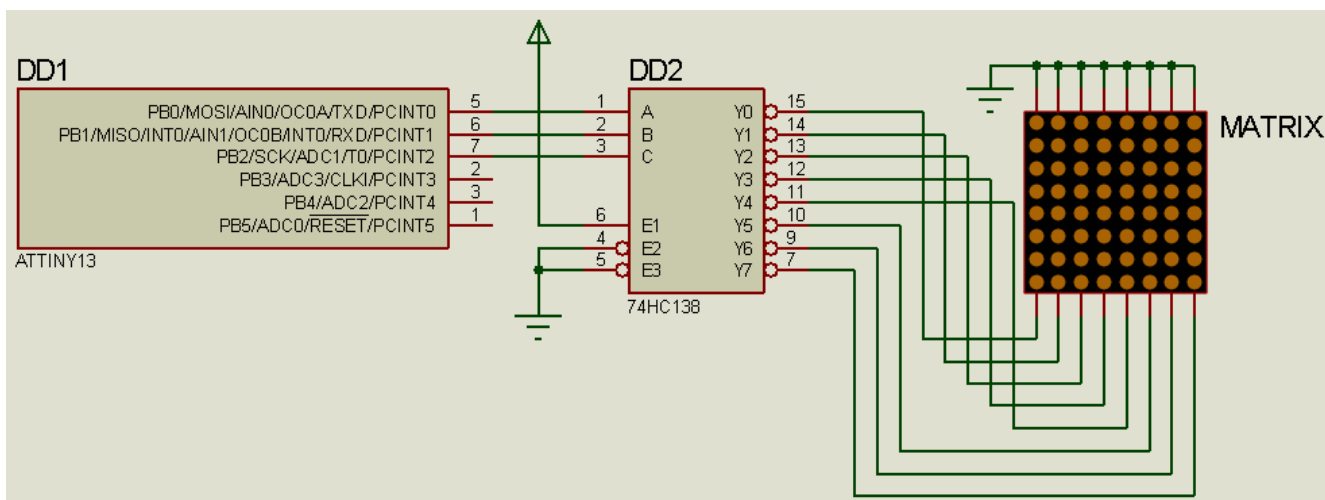 DD1
PB0/MOSI/AIN0/OC0A/TXD/PCINT0 5
PB1/MISO/INT0/AIN1/OC0B/INT0/RXD/PCINT1 6
PB2/SCK/ADC1/T0/PCINT2 7
PB3/ADC3/CLKI/PCINT3 2
PB4/ADC2/PCINT4 3
PB5/ADC0/RESET/PCINT5 1
ATTINY13
DD2
1 A Y0 15
2 B Y1 14
3 C Y2 13
Y3 12
Y4 11
6 E1 Y5 10
4 E2 Y6 9
5 E3 Y7 7
74HC138
MATRIX